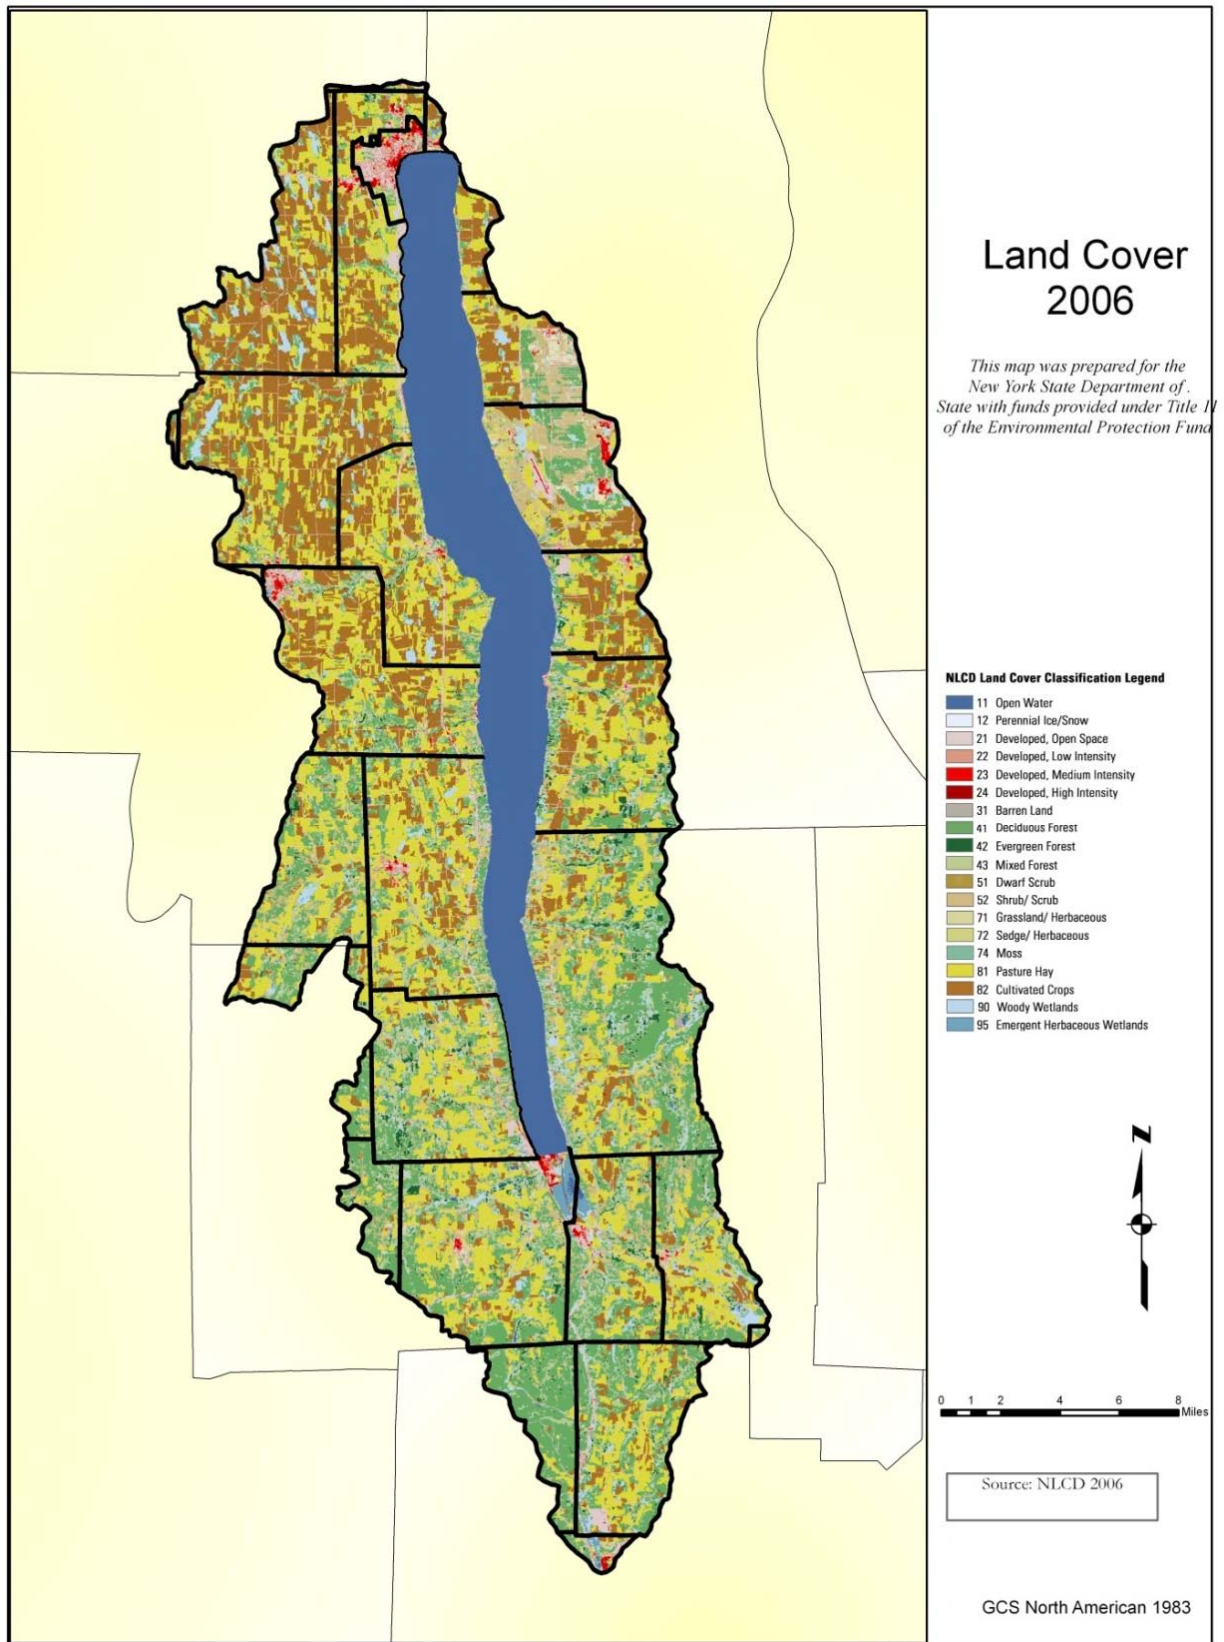 Land Cover
2006
This map was prepared for the
New York State Department of .
State with funds provided under Title 11
of the Environmental Protection Fund
NLCD Land Cover Classification Legend
11 Open Water
12 Perennial Ice/Snow
21 Developed, Open Space
22 Developed, Low Intensity
23 Developed, Medium Intensity
24 Developed, High Intensity
31 Barren Land
41 Deciduous Forest
42 Evergreen Forest
43 Mixed Forest
51 Dwarf Scrub
52 Shrub/ Scrub
71 Grassland/ Herbaceous
72 Sedge/ Herbaceous
74 Moss
81 Pasture Hay
82 Cultivated Crops
90 Woody Wetlands
95 Emergent Herbaceous Wetlands
N
0 1 2 4 6 8
Miles
Source: NLCD 2006
GCS North American 1983